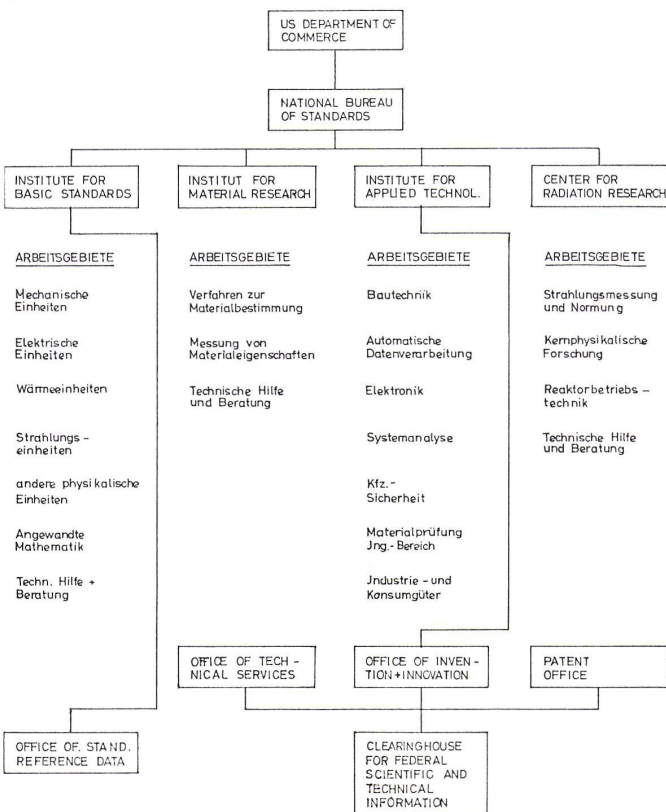 US DEPARTMENT OF
COMMERCE
NATIONAL BUREAU
OF STANDARDS
INSTITUTE FOR
BASIC STANDARDS
INSTITUT FOR
MATERIAL RESEARCH
INSTITUTE FOR
APPLIED TECHNOL.
CENTER FOR
RADIATION RESEARCH
ARBEITSGEBIETE
Mechanische
Einheiten
Elektrische
Einheiten
Wärmeeinheiten
Strahlungs-
einheiten
andere physikalische
Einheiten
Angewandte
Mathematik
Techn. Hilfe +
Beratung
ARBEITSGEBIETE
Verfahren zur
Materialbestimmung
Messung von
Materialeigenschaften
Technische Hilfe
und Beratung
ARBEITSGEBIETE
Bautechnik
Automatische
Datenverarbeitung
Elektronik
Systemanalyse
Kfz.-
Sicherheit
Materialprüfung
Jng.-Bereich
Jndustrie-und
Konsumgüter
ARBEITSGEBIETE
Strahlungsmessung
und Normung
Kernphysikalische
Forschung
Reaktorbetriebs-
technik
Technische Hilfe
und Beratung
OFFICE OF TECH-
NICAL SERVICES
OFFICE OF INVEN-
TION+INNOVATION
PATENT
OFFICE
OFFICE OF. STAND.
REFERENCE DATA
CLEARINGHOUSE
FOR FEDERAL
SCIENTIFIC AND
TECHNICAL
INFORMATION